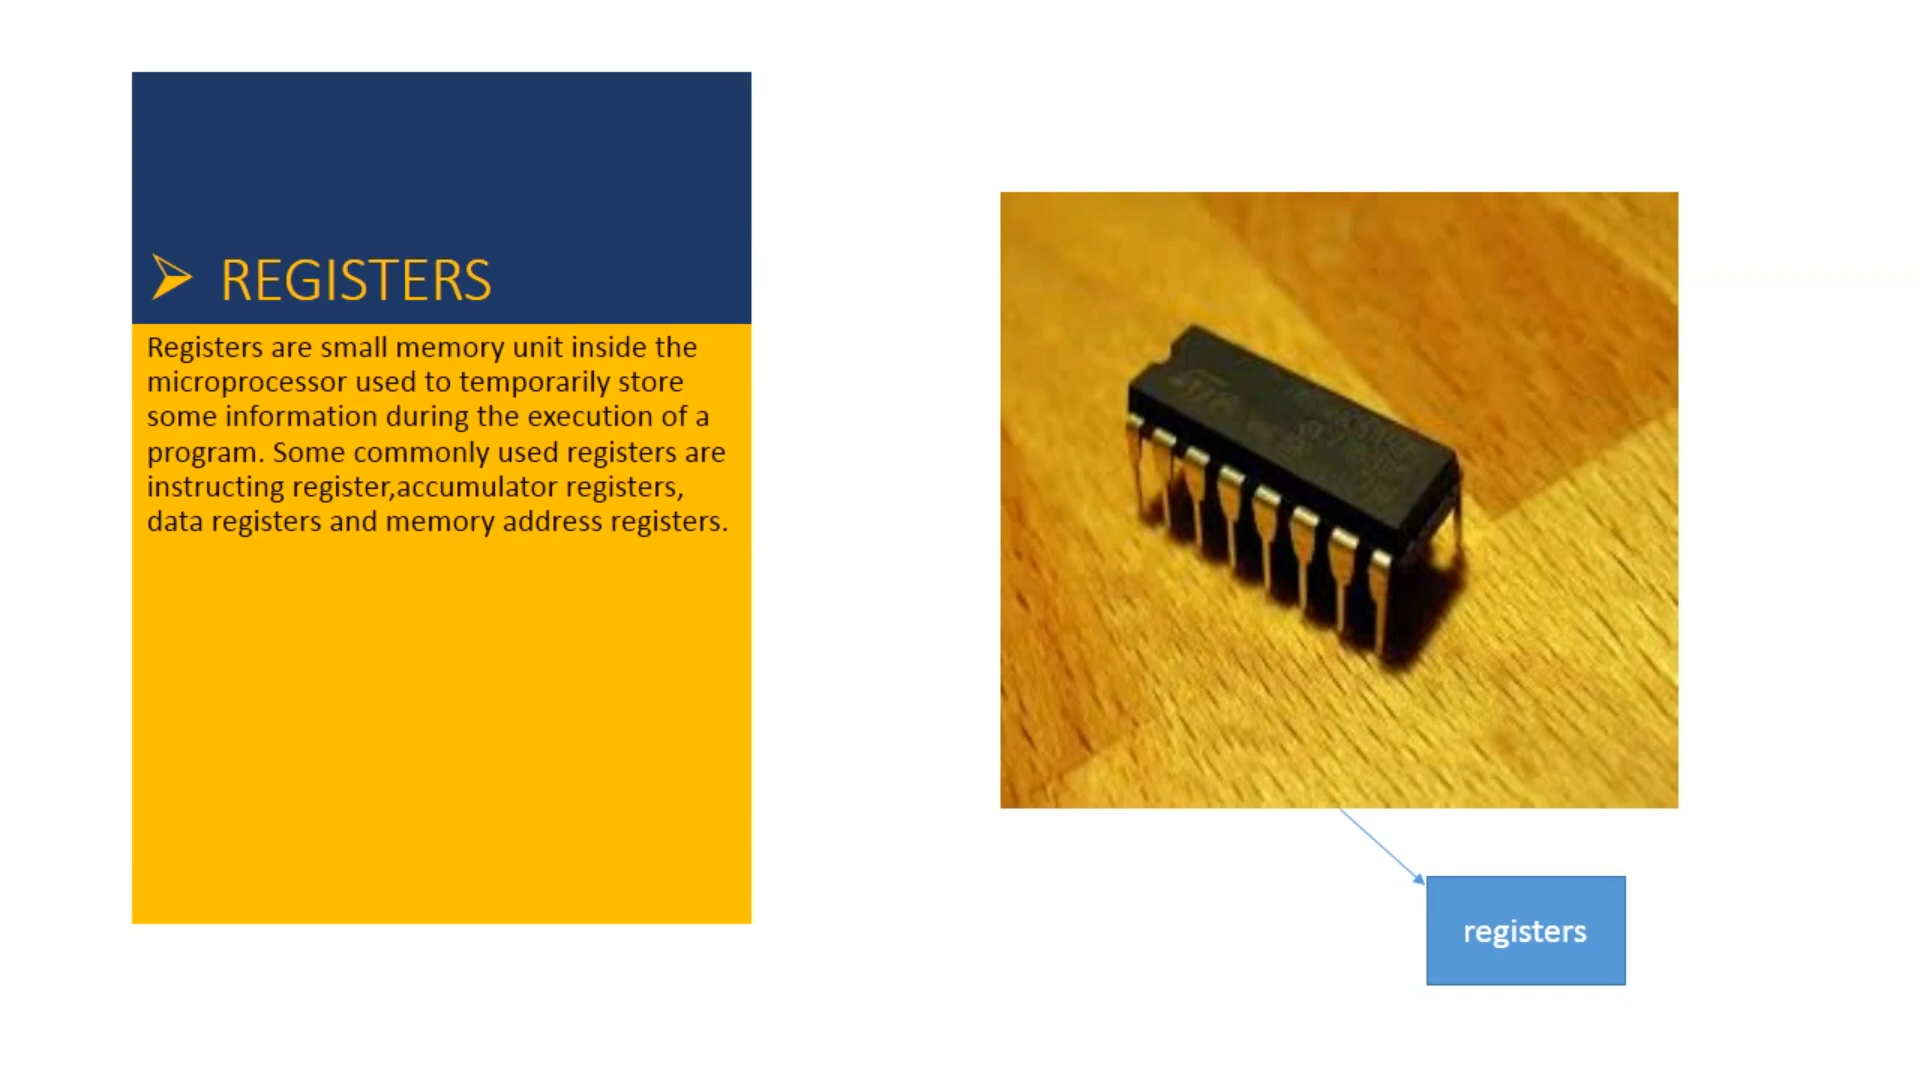 REGISTERS
Registers are small memory unit inside the
microprocessor used to temporarily store
some information during the execution of a
program. Some commonly used registers are
instructing register,accumulator registers,
data registers and memory address registers.
registers